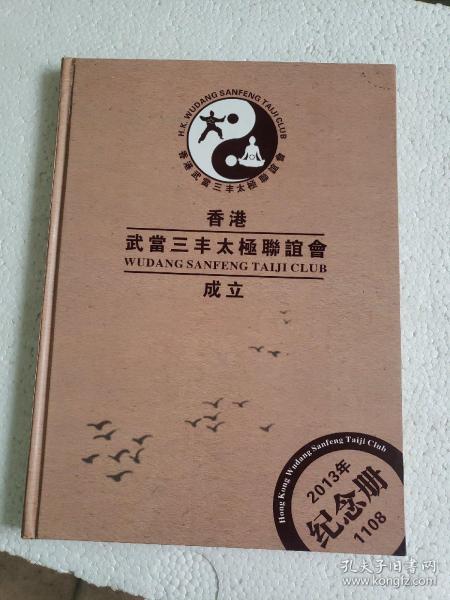 H.K. WUDANG SANFENG TAIJI CLUB
香港武當三丰太極聯誼會
香港
武當三丰太極聯誼會
WUDANG SANFENG TAIJI CLUB
成立
Hong Kong Wudang Sanfeng Taiji Club
2013年
纪念册
1108
孔夫子旧书网
www.kongfz.com